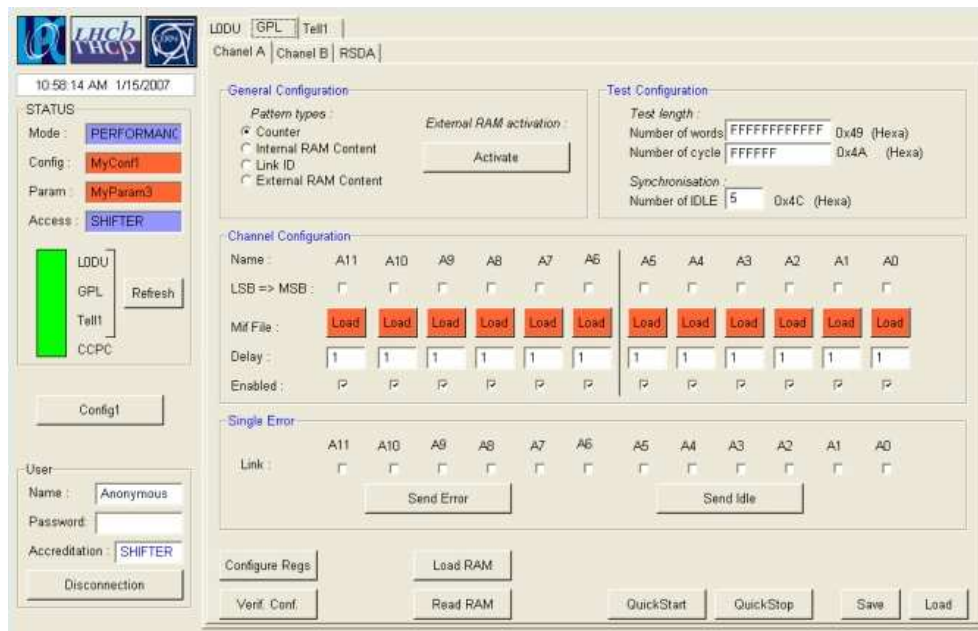 LHCb
LHCb
CERN
10:58:14 AM 1/15/2007
STATUS
Mode : PERFORMANC
Config : MyConf1
Param : MyParam3
Access : SHIFTER
L0DU
GPL
Tell1
CCPC
Refresh
Config1
User
Name : Anonymous
Password:
Accreditation : SHIFTER
Disconnection
L0DU GPL Tell1
Chanel A Chanel B RSDA
General Configuration
Pattern types :
Counter
Internal RAM Content
Link ID
External RAM Content
External RAM activation :
Activate
Test Configuration
Test length :
Number of words FFFFFFFFFFFF 0x49 (Hexa)
Number of cycle FFFFFF 0x4A (Hexa)
Synchronisation :
Number of IDLE 5 0x4C (Hexa)
Channel Configuration
Name : A11 A10 A9 A8 A7 A6 A5 A4 A3 A2 A1 A0
LSB => MSB :
Mif File : Load Load Load Load Load Load Load Load Load Load Load Load
Delay : 1 1 1 1 1 1 1 1 1 1 1 1
Enabled :
Single Error
A11 A10 A9 A8 A7 A6 A5 A4 A3 A2 A1 A0
Link :
Send Error Send Idle
Configure Regs Load RAM
Verif. Conf. Read RAM QuickStart QuickStop Save Load